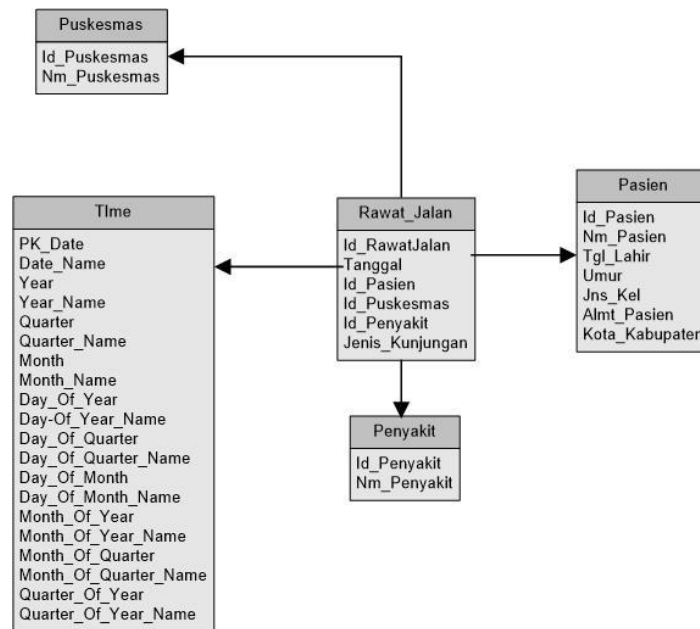 Puskesmas
Id_Puskesmas
Nm_Puskesmas
TIme
PK_Date
Date_Name
Year
Year_Name
Quarter
Quarter_Name
Month
Month_Name
Day_Of_Year
Day-Of_Year_Name
Day_Of_Quarter
Day_Of_Quarter_Name
Day_Of_Month
Day_Of_Month_Name
Month_Of_Year
Month_Of_Year_Name
Month_Of_Quarter
Month_Of_Quarter_Name
Quarter_Of_Year
Quarter_Of_Year_Name
Rawat_Jalan
Id_RawatJalan
Tanggal
Id_Pasien
Id_Puskesmas
Id_Penyakit
Jenis_Kunjungan
Penyakit
Id_Penyakit
Nm_Penyakit
Pasien
Id_Pasien
Nm_Pasien
Tgl_Lahir
Umur
Jns_Kel
Almt_Pasien
Kota_Kabupaten